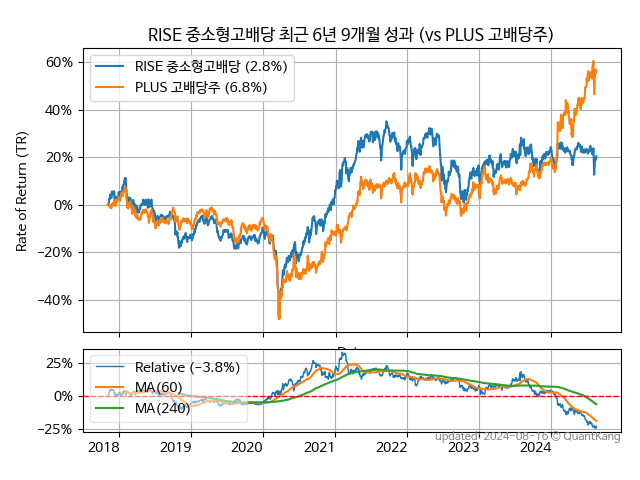 RISE 중소형고배당 최근 6년 9개월 성과 (vs PLUS 고배당주)
Rate of Return (TR)
60%
40%
20%
0%
−20%
−40%
RISE 중소형고배당 (2.8%)
PLUS 고배당주 (6.8%)
25%
0%
−25%
Relative (−3.8%)
MA(60)
MA(240)
2018 2019 2020 2021 2022 2023 2024
updated: 2024-08-16 © QuantKang